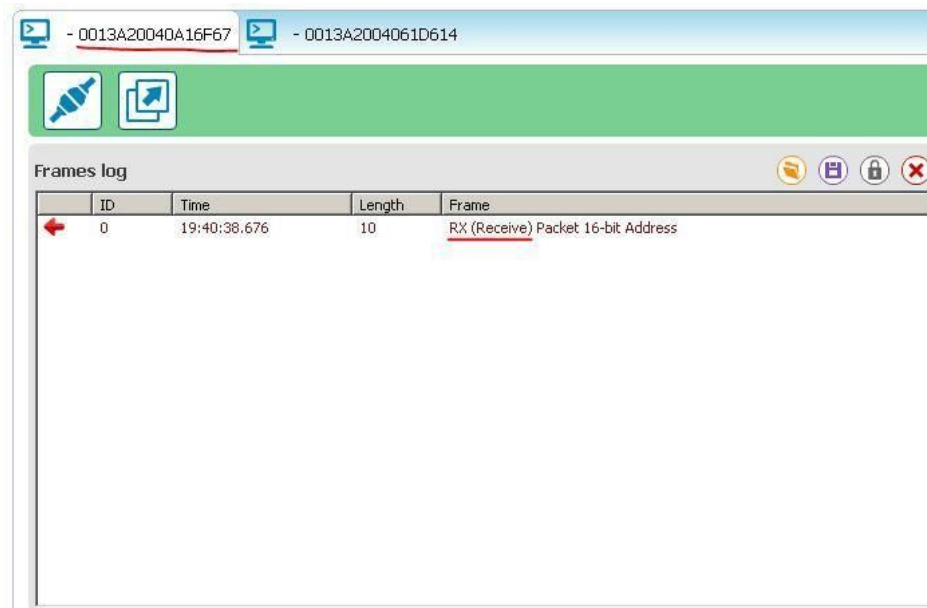 - 0013A20040A16F67 - 0013A2004061D614
Frames log
ID Time Length Frame
0 19:40:38.676 10 RX (Receive) Packet 16-bit Address